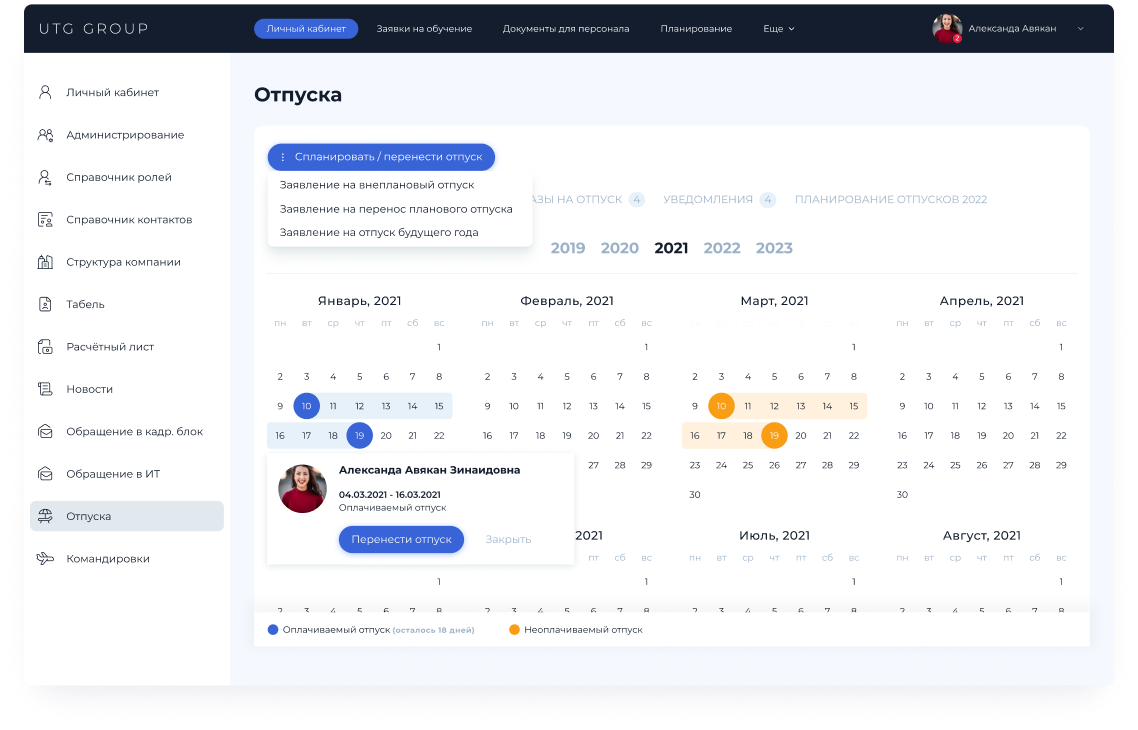 UTG GROUP
Личный кабинет Заявки на обучение Документы для персонала Планирование Еще
2 Александа Авякан
Личный кабинет
Администрирование
Справочник ролей
Справочник контактов
Структура компании
Табель
Расчётный лист
Новости
Обращение в кадр. блок
Обращение в ИТ
Отпуска
Командировки
Отпуска
Спланировать / перенести отпуск
Заявление на внеплановый отпуск
Заявление на перенос планового отпуска
Заявление на отпуск будущего года
АЗЫ НА ОТПУСК 4 УВЕДОМЛЕНИЯ 4 ПЛАНИРОВАНИЕ ОТПУСКОВ 2022
2019 2020 2021 2022 2023
Январь, 2021
пн вт ср чт пт сб вс
1
2 3 4 5 6 7 8
9 10 11 12 13 14 15
16 17 18 19 20 21 22
Февраль, 2021
пн вт ср чт пт сб вс
1
2 3 4 5 6 7 8
9 10 11 12 13 14 15
16 17 18 19 20 21 22
27 28 29
Март, 2021
1
2 3 4 5 6 7 8
9 10 11 12 13 14 15
16 17 18 19 20 21 22
23 24 25 26 27 28 29
30
Апрель, 2021
пн вт ср чт пт сб вс
1
2 3 4 5 6 7 8
9 10 11 12 13 14 15
16 17 18 19 20 21 22
23 24 25 26 27 28 29
30
Александа Авякан Зинаидовна
04.03.2021 - 16.03.2021
Оплачиваемый отпуск
Перенести отпуск Закрыть
1
2 3 4 5 6 7 8
2021
пт сб вс
1
2 3 4 5 6 7 8
Июль, 2021
пн вт ср чт пт сб вс
1
2 3 4 5 6 7 8
Август, 2021
пн вт ср чт пт сб вс
1
2 3 4 5 6 7 8
Оплачиваемый отпуск (осталось 18 дней) Неоплачиваемый отпуск